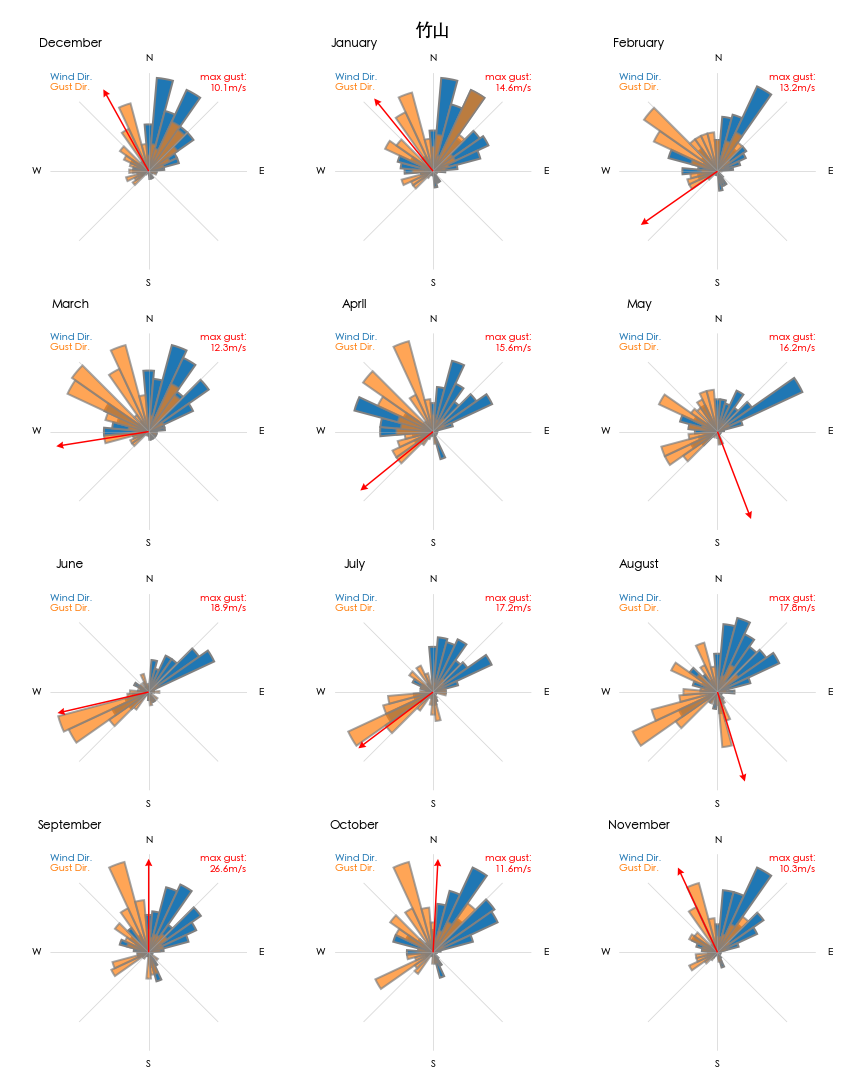 竹山
December
January
February
N
N
N
Wind Dir.
Gust Dir.
max gust:
10.1m/s
Wind Dir.
Gust Dir.
max gust:
14.6m/s
Wind Dir.
Gust Dir.
max gust:
13.2m/s
W
E
W
E
W
E
S
S
S
March
April
May
N
N
N
Wind Dir.
Gust Dir.
max gust:
12.3m/s
Wind Dir.
Gust Dir.
max gust:
15.6m/s
Wind Dir.
Gust Dir.
max gust:
16.2m/s
W
E
W
E
W
E
S
S
S
June
July
August
N
N
N
Wind Dir.
Gust Dir.
max gust:
18.9m/s
Wind Dir.
Gust Dir.
max gust:
17.2m/s
Wind Dir.
Gust Dir.
max gust:
17.8m/s
W
E
W
E
W
E
S
S
S
September
October
November
N
N
N
Wind Dir.
Gust Dir.
max gust:
26.6m/s
Wind Dir.
Gust Dir.
max gust:
11.6m/s
Wind Dir.
Gust Dir.
max gust:
10.3m/s
W
E
W
E
W
E
S
S
S